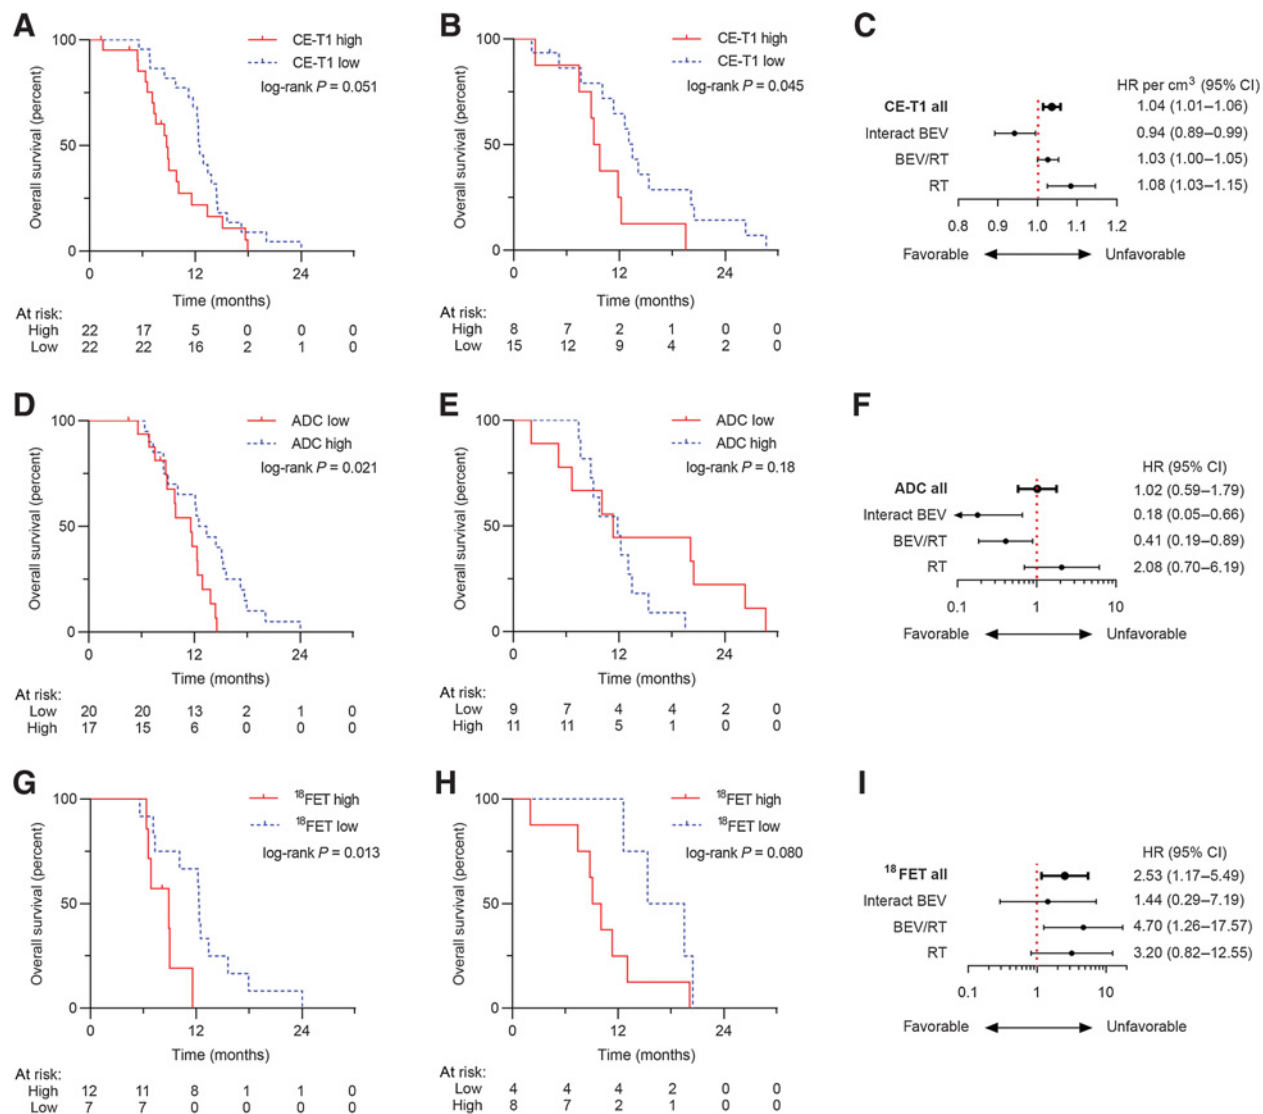 A
Overall survival (percent)
100
50
0
CE-T1 high
CE-T1 low
log-rank P = 0.051
0 12 24
Time (months)
At risk:
High 22 17 5 0 0 0
Low 22 22 16 2 1 0
B
Overall survival (percent)
100
50
0
CE-T1 high
CE-T1 low
log-rank P = 0.045
0 12 24
Time (months)
At risk:
High 8 7 2 1 0 0
Low 15 12 9 4 2 0
C
HR per cm³ (95% CI)
CE-T1 all 1.04 (1.01–1.06)
Interact BEV 0.94 (0.89–0.99)
BEV/RT 1.03 (1.00–1.05)
RT 1.08 (1.03–1.15)
0.8 0.9 1.0 1.1 1.2
Favorable Unfavorable
D
Overall survival (percent)
100
50
0
ADC low
ADC high
log-rank P = 0.021
0 12 24
Time (months)
At risk:
Low 20 20 13 2 1 0
High 17 15 6 0 0 0
E
Overall survival (percent)
100
50
0
ADC low
ADC high
log-rank P = 0.18
0 12 24
Time (months)
At risk:
Low 9 7 4 4 2 0
High 11 11 5 1 0 0
F
HR (95% CI)
ADC all 1.02 (0.59–1.79)
Interact BEV 0.18 (0.05–0.66)
BEV/RT 0.41 (0.19–0.89)
RT 2.08 (0.70–6.19)
0.1 1 10
Favorable Unfavorable
G
Overall survival (percent)
100
50
0
¹⁸FET high
¹⁸FET low
log-rank P = 0.013
0 12 24
Time (months)
At risk:
High 12 11 8 1 1 0
Low 7 7 0 0 0 0
H
Overall survival (percent)
100
50
0
¹⁸FET high
¹⁸FET low
log-rank P = 0.080
0 12 24
Time (months)
At risk:
Low 4 4 4 2 0 0
High 8 7 2 1 0 0
I
HR (95% CI)
¹⁸FET all 2.53 (1.17–5.49)
Interact BEV 1.44 (0.29–7.19)
BEV/RT 4.70 (1.26–17.57)
RT 3.20 (0.82–12.55)
0.1 1 10
Favorable Unfavorable